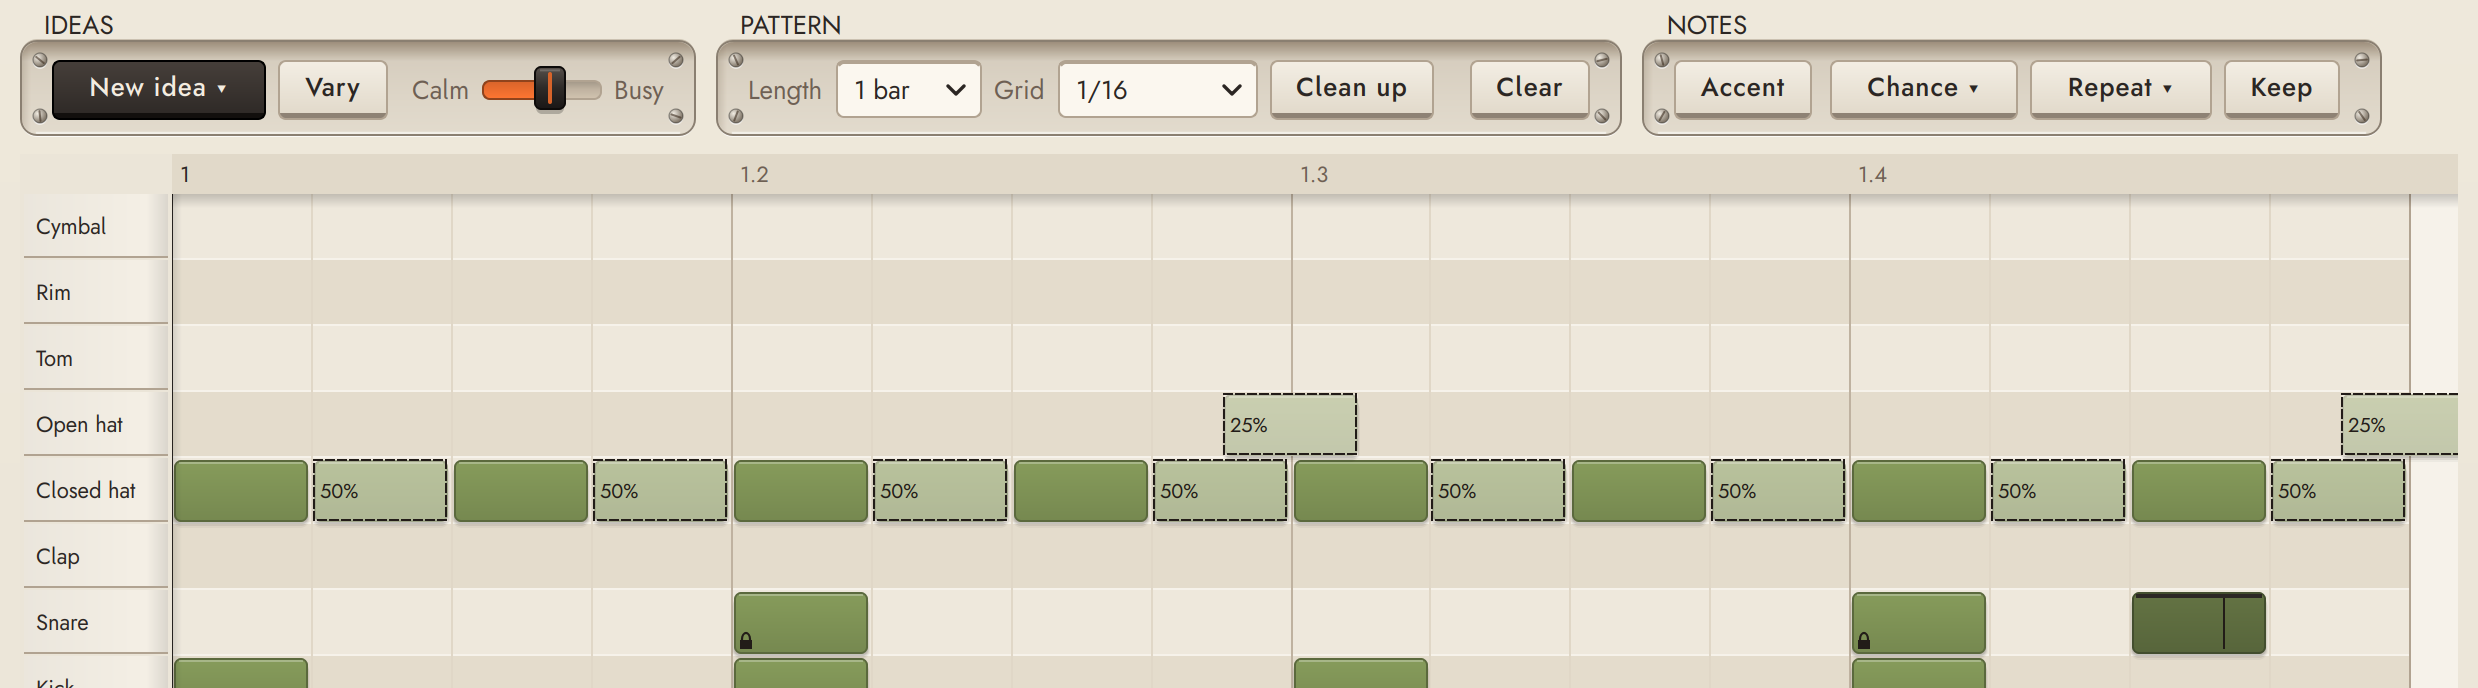 IDEAS PATTERN NOTES
New idea ▾ Vary Calm Busy Length 1 bar Grid 1/16 Clean up Clear Accent Chance ▾ Repeat ▾ Keep
1 1.2 1.3 1.4
Cymbal
Rim
Tom
Open hat 25% 25%
Closed hat 50% 50% 50% 50% 50% 50% 50% 50%
Clap
Snare
Kick